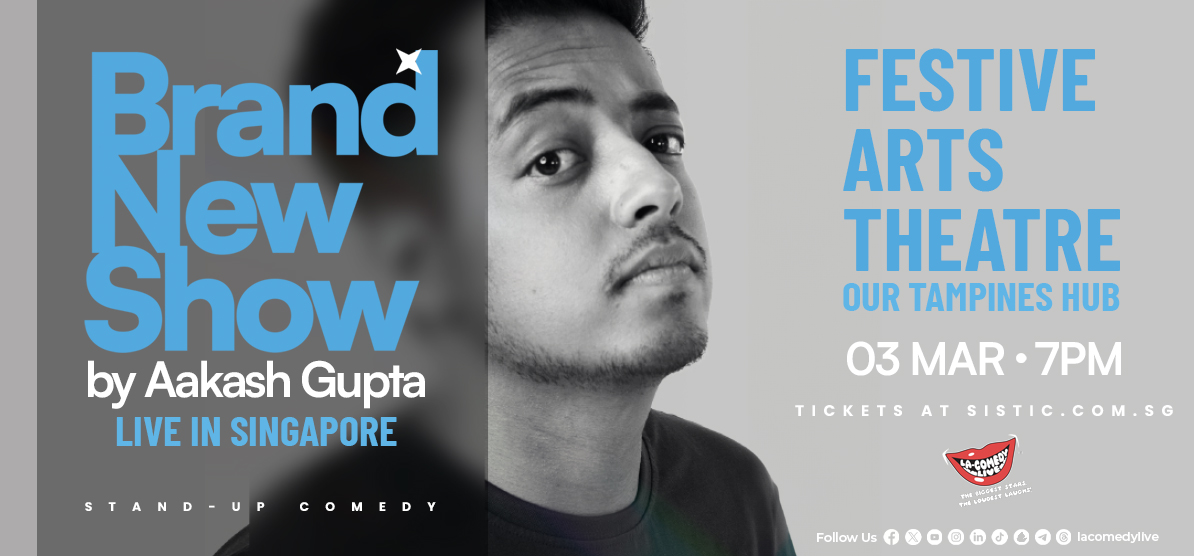 Brand
New
Show
by Aakash Gupta
LIVE IN SINGAPORE
STAND-UP COMEDY
FESTIVE
ARTS
THEATRE
OUR TAMPINES HUB
03 MAR • 7PM
TICKETS AT SISTIC.COM.SG
LA-COMEDY
LIVE
THE BIGGEST STARS
THE LOUDEST LAUGHS
Follow Us lacomedylive